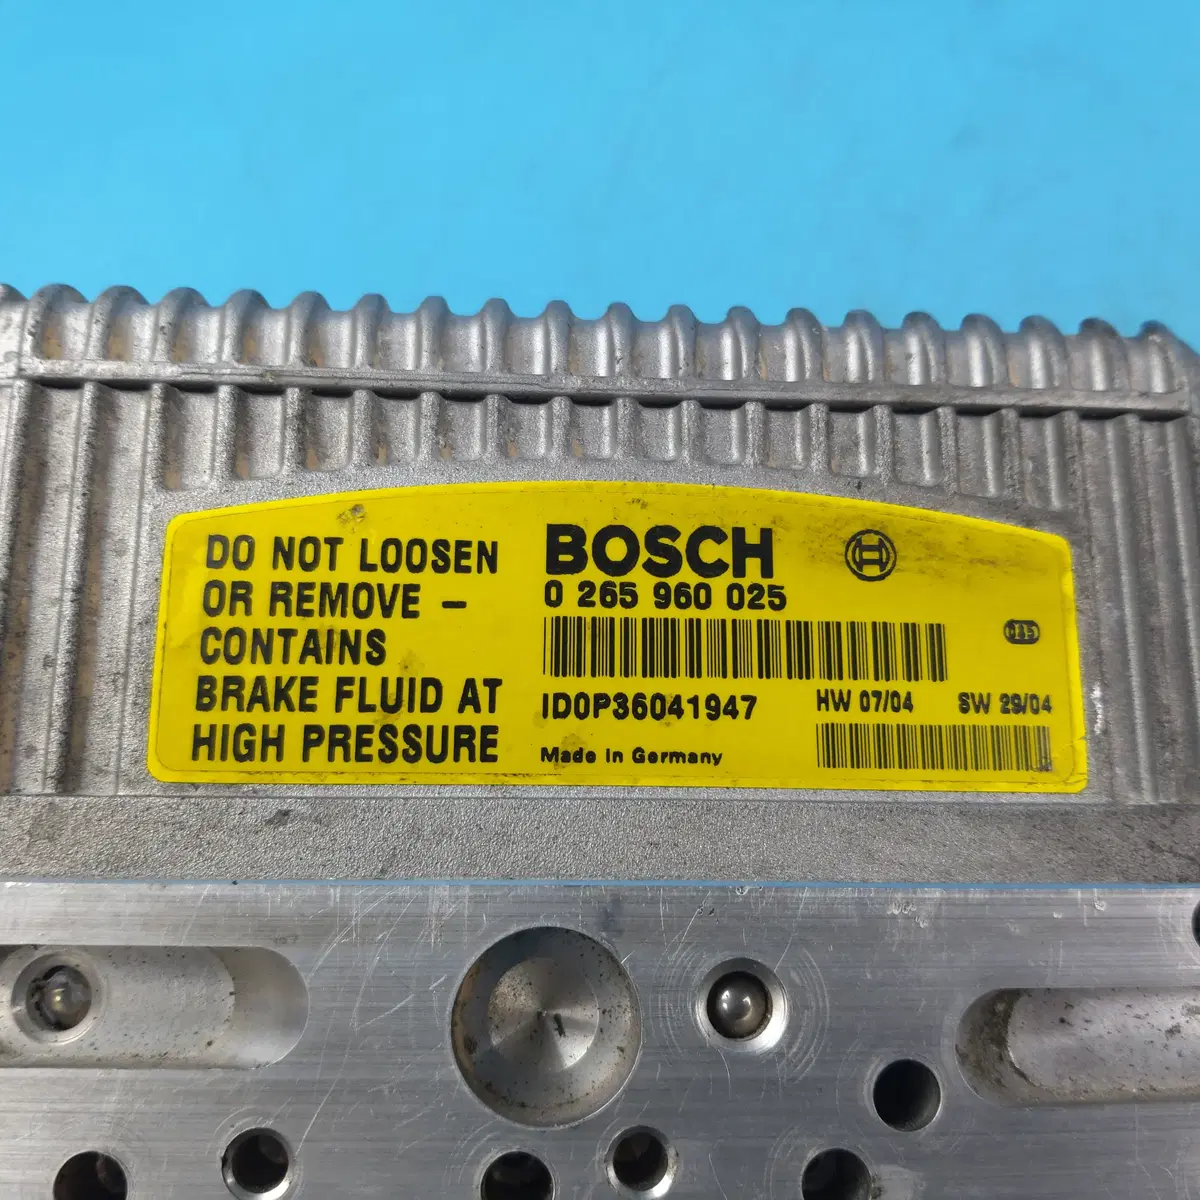 DO NOT LOOSEN
OR REMOVE –
CONTAINS
BRAKE FLUID AT
HIGH PRESSURE
BOSCH
0 265 960 025
ID0P36041947
HW 07/04 SW 29/04
Made in Germany